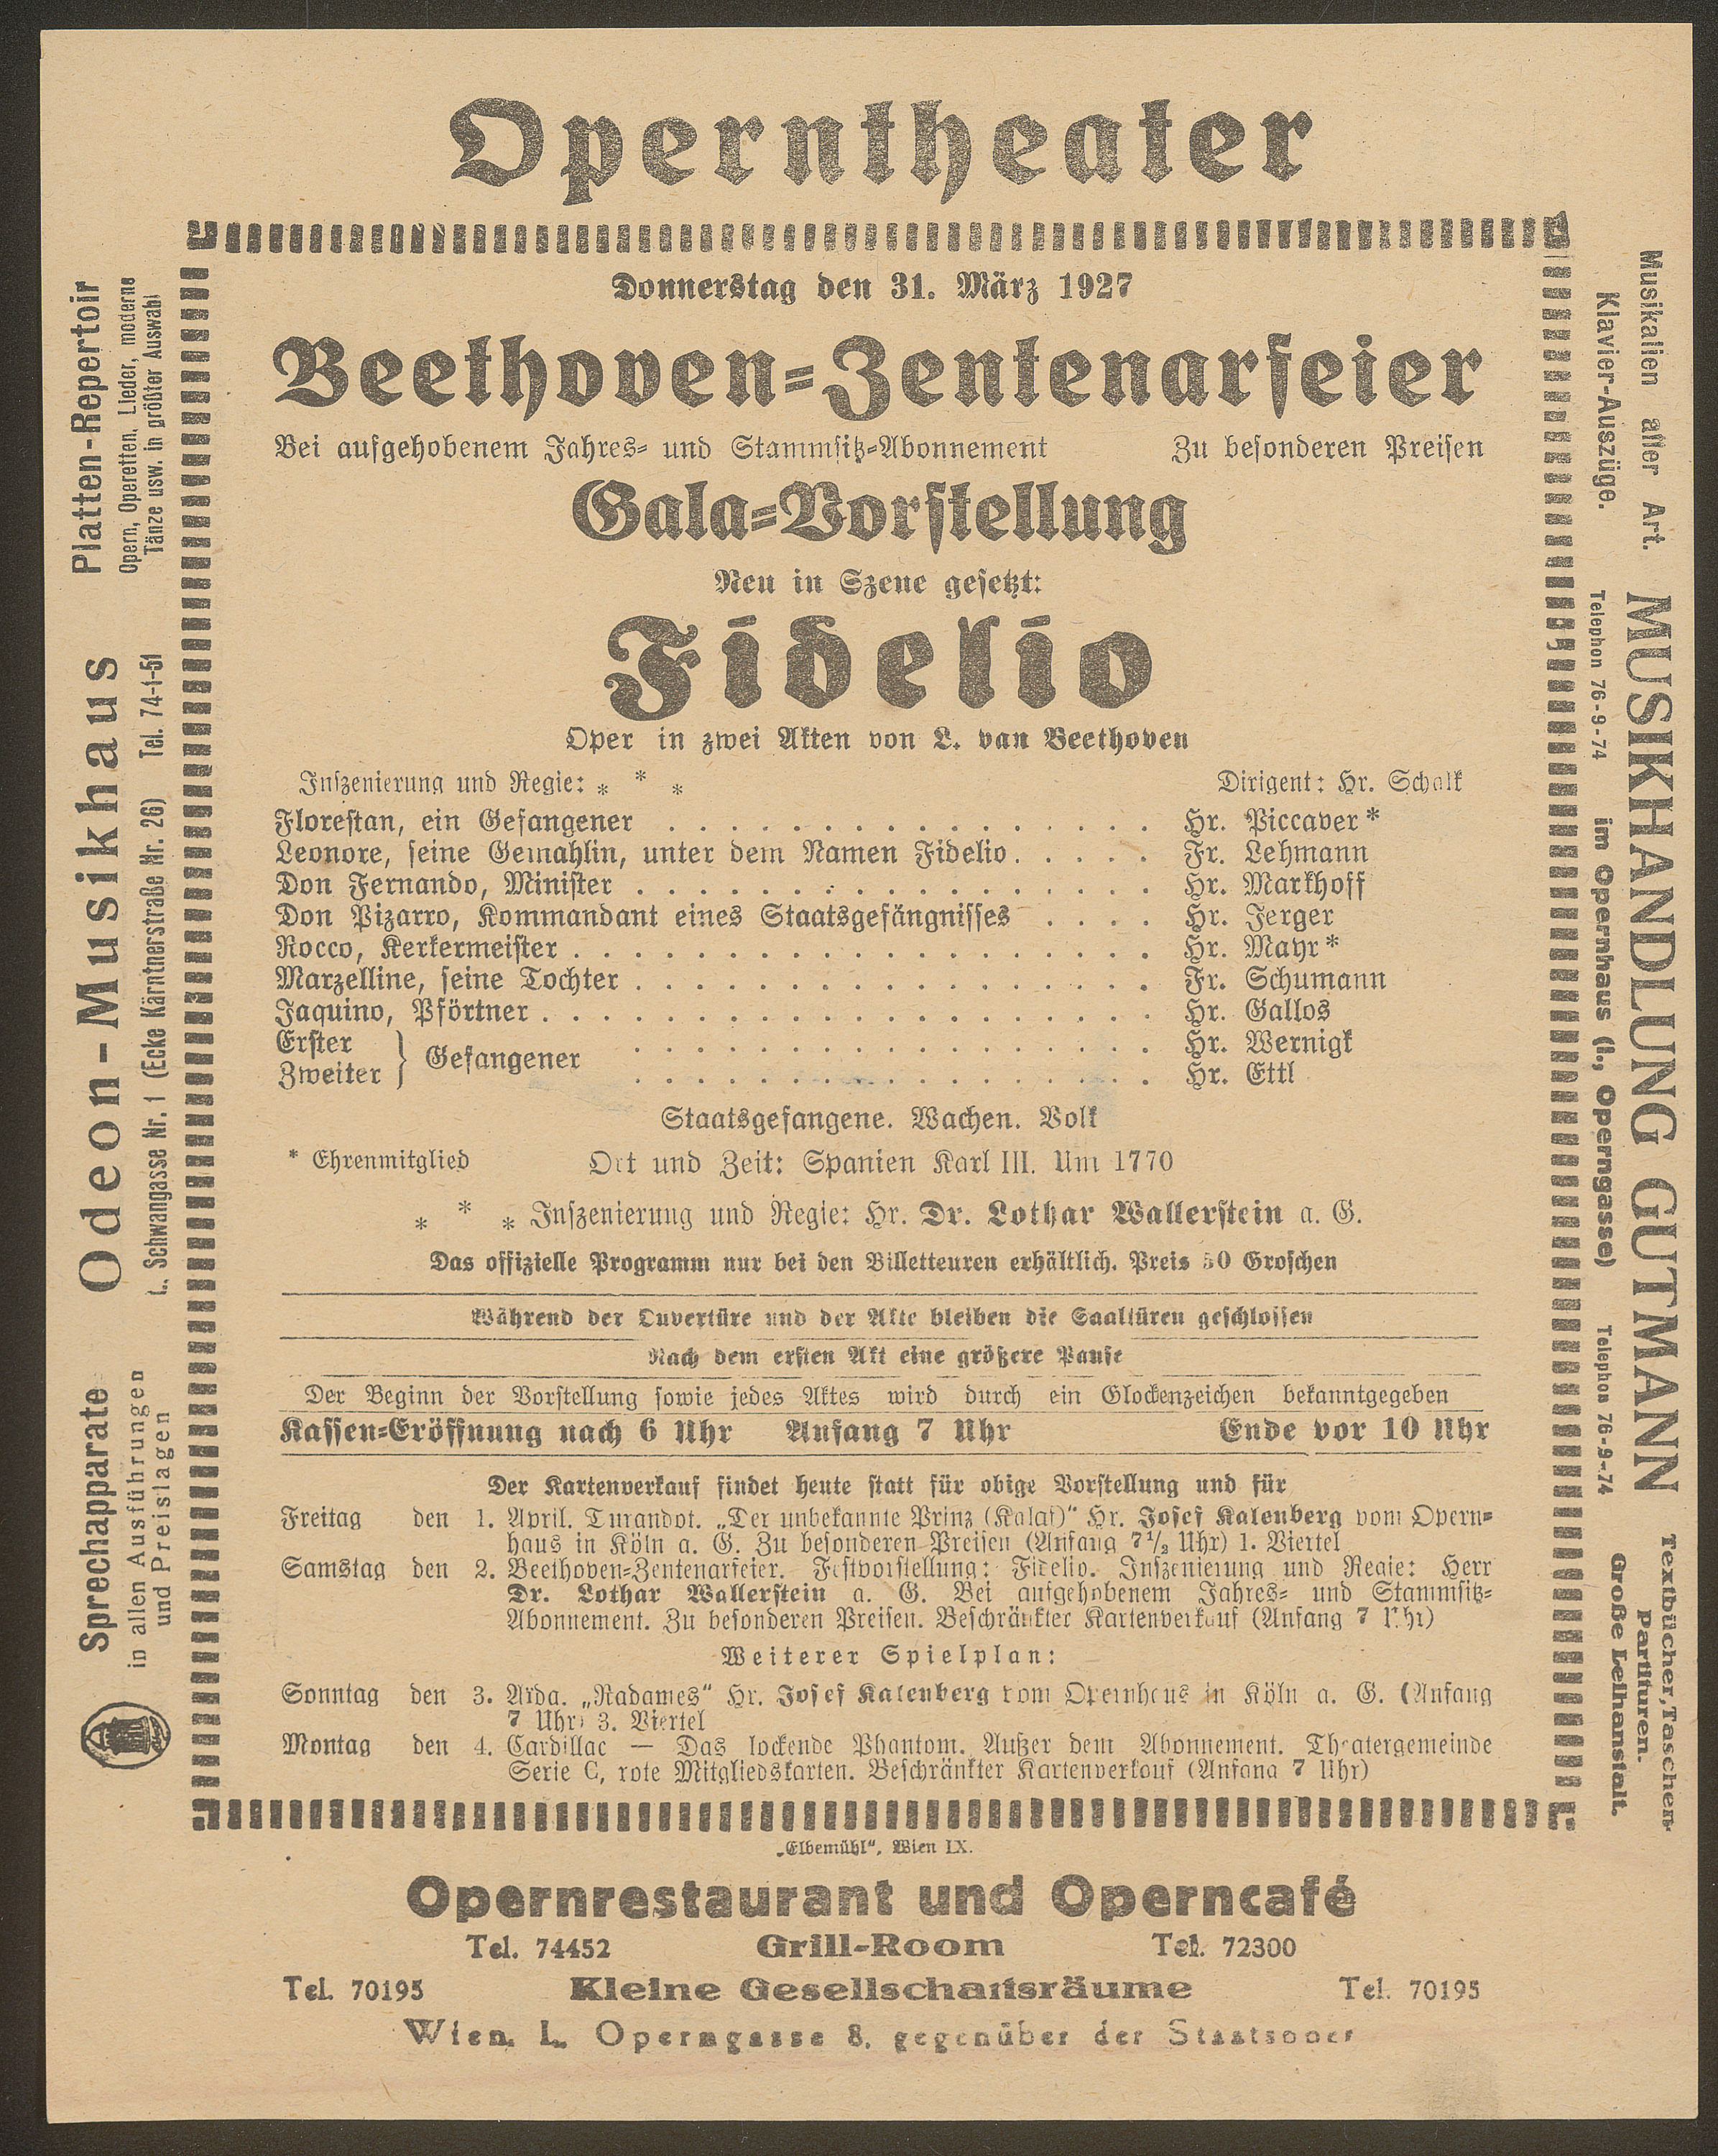 Operntheater
Donnerstag den 31. März 1927
Beethoven=Zentenarfeier
Bei aufgehobenem Jahres= und Stammsitz=Abonnement Zu besonderen Preisen
Gala=Vorstellung
Neu in Szene gesetzt:
Fidelio
Oper in zwei Akten von L. van Beethoven
Inszenierung und Regie: * * * Dirigent: Hr. Schalk
Florestan, ein Gefangener . . . . . . . . . . . . . Hr. Piccaver*
Leonore, seine Gemahlin, unter dem Namen Fidelio. . . . . Fr. Lehmann
Don Fernando, Minister . . . . . . . . . . . . . . Hr. Markhoff
Don Pizarro, Kommandant eines Staatsgefängnisses . . . . Hr. Jerger
Rocco, Kerkermeister . . . . . . . . . . . . . . . Hr. Mayr*
Marzelline, seine Tochter . . . . . . . . . . . . . . Fr. Schumann
Jaquino, Pförtner . . . . . . . . . . . . . . . . Hr. Gallos
Erster } Gefangener . . . . . . . . . . . . . . Hr. Wernigk
Zweiter } . . . . . . . . . . . . . . Hr. Ettl
Staatsgefangene. Wachen. Volk
* Ehrenmitglied Ort und Zeit: Spanien Karl III. Um 1770
* * * Inszenierung und Regie: Hr. Dr. Lothar Wallerstein a. G.
Das offizielle Programm nur bei den Billetteuren erhältlich. Preis 50 Groschen
Während der Ouvertüre und der Akte bleiben die Saaltüren geschlossen
Nach dem ersten Akt eine größere Pause
Der Beginn der Vorstellung sowie jedes Aktes wird durch ein Glockenzeichen bekanntgegeben
Kassen=Eröffnung nach 6 Uhr Anfang 7 Uhr Ende vor 10 Uhr
Der Kartenverkauf findet heute statt für obige Vorstellung und für
Freitag den 1. April. Turandot. „Der unbekannte Prinz (Kalaf)“ Hr. Josef Kalenberg vom Opern=
haus in Köln a. G. Zu besonderen Preisen (Anfang 7½ Uhr) 1. Viertel
Samstag den 2. Beethoven=Zentenarfeier. Festvorstellung: Fidelio. Inszenierung und Regie: Herr
Dr. Lothar Wallerstein a. G. Bei aufgehobenem Jahres= und Stammsitz=
Abonnement. Zu besonderen Preisen. Beschränkter Kartenverkauf (Anfang 7 Uhr)
Weiterer Spielplan:
Sonntag den 3. Aida. „Radames“ Hr. Josef Kalenberg vom Opernhaus in Köln a. G. (Anfang
7 Uhr) 3. Viertel
Montag den 4. Cardillac — Das lockende Phantom. Außer dem Abonnement. Theatergemeinde
Serie C, rote Mitgliedskarten. Beschränkter Kartenverkauf (Anfang 7 Uhr)
„Elbemühl“, Wien IX.
Opernrestaurant und Operncafé
Tel. 74452 Grill-Room Tel. 72300
Tel. 70195 Kleine Gesellschaftsräume Tel. 70195
Wien, I., Operngasse 8, gegenüber der Staatsoper
Sprechapparate
in allen Ausführungen
und Preislagen
Odeon-Musikhaus
I., Schwangasse Nr. 1 (Ecke Kärntnerstraße Nr. 26) Tel. 74-1-51
Platten-Repertoir
Opern, Operetten, Lieder, moderne
Tänze usw. in größter Auswahl
Musikalien aller Art.
Klavier-Auszüge.
MUSIKHANDLUNG GUTMANN
Telephon 76-9-74 im Opernhaus (I., Operngasse) Telephon 76-9-74
Textbücher, Taschen-
Partituren.
Große Leihanstalt.